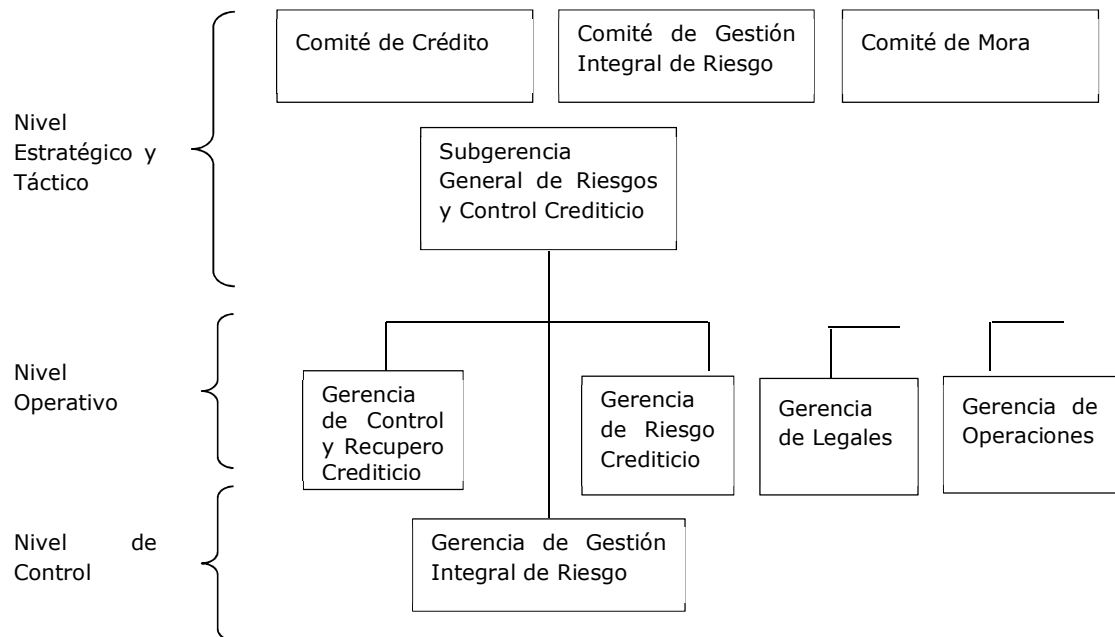 Comité de Crédito
Comité de Gestión
Integral de Riesgo
Comité de Mora
Nivel
Estratégico y
Táctico
Subgerencia
General de Riesgos
y Control Crediticio
Nivel
Operativo
Gerencia
de Control
y Recupero
Crediticio
Gerencia
de Riesgo
Crediticio
Gerencia
de Legales
Gerencia de
Operaciones
Nivel de
Control
Gerencia de Gestión
Integral de Riesgo